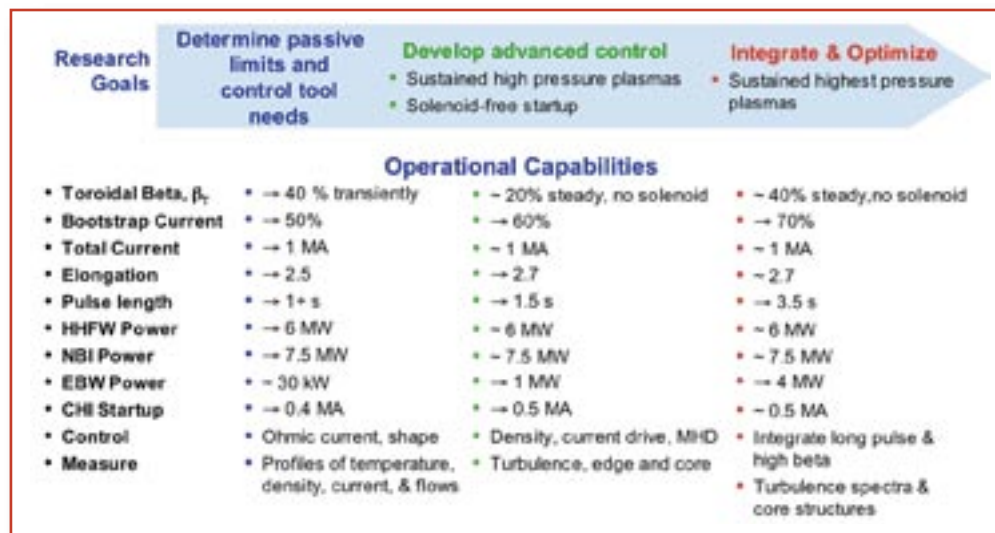 Research Goals
Determine passive limits and control tool needs
Develop advanced control
• Sustained high pressure plasmas
• Solenoid-free startup
Integrate & Optimize
• Sustained highest pressure plasmas
Operational Capabilities
• Toroidal Beta, βτ • → 40 % transiently • ~ 20% steady, no solenoid • ~ 40% steady,no solenoid
• Bootstrap Current • → 50% • → 60% • → 70%
• Total Current • → 1 MA • ~ 1 MA • ~ 1 MA
• Elongation • → 2.5 • → 2.7 • ~ 2.7
• Pulse length • → 1+ s • → 1.5 s • → 3.5 s
• HHFW Power • → 6 MW • ~ 6 MW • ~ 6 MW
• NBI Power • → 7.5 MW • ~ 7.5 MW • ~ 7.5 MW
• EBW Power • ~ 30 kW • → 1 MW • → 4 MW
• CHI Startup • → 0.4 MA • → 0.5 MA • ~ 0.5 MA
• Control • Ohmic current, shape • Density, current drive, MHD • Integrate long pulse & high beta
• Measure • Profiles of temperature, density, current, & flows • Turbulence, edge and core • Turbulence spectra & core structures